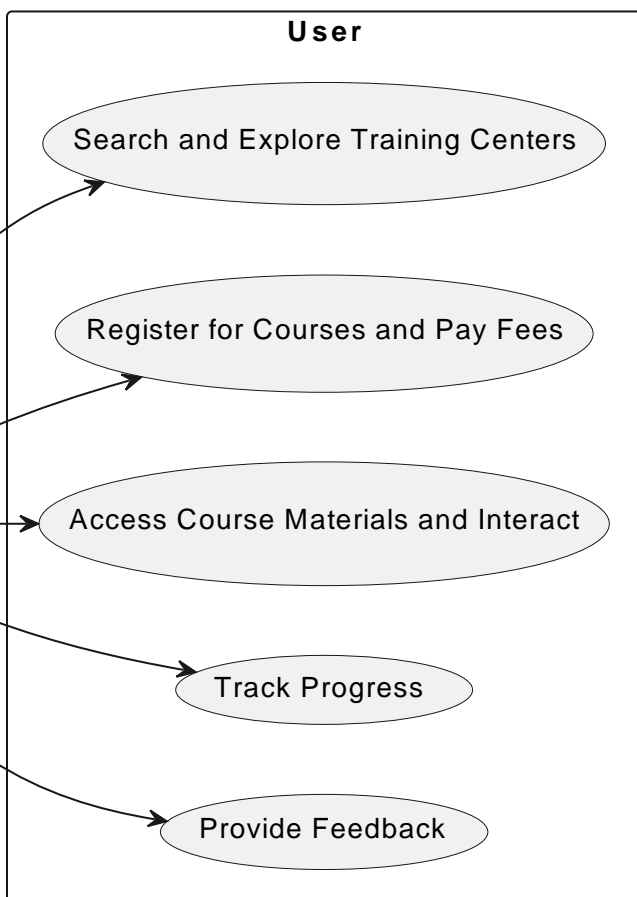 User
Search and Explore Training Centers
Register for Courses and Pay Fees
Access Course Materials and Interact
Track Progress
Provide Feedback